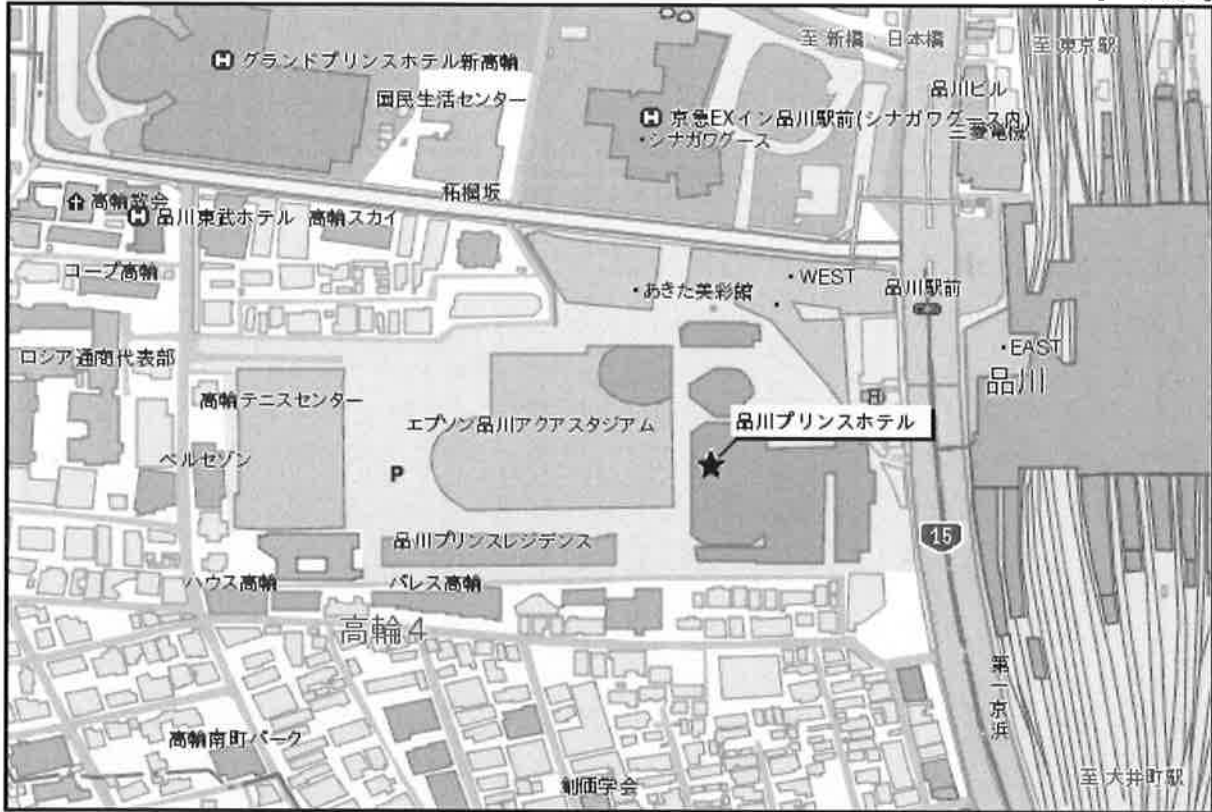 至 新橋・日本橋
至 東京駅
グランドプリンスホテル新高輪
国民生活センター
品川ビル
京急EXイン品川駅前(シナガワグース内)
・シナガワグース
三菱電機
柘榴坂
高輪教会
品川東武ホテル
高輪スカイ
コープ高輪
・WEST
・あきた美彩館
品川駅前
ロシア通商代表部
・EAST
品川
高輪テニスセンター
エプソン品川アクアスタジアム
品川プリンスホテル
ベルセゾン
P
15
品川プリンスレジデンス
ハウス高輪
パレス高輪
高輪4
第一京浜
高輪南町パーク
創価学会
至 大井町駅